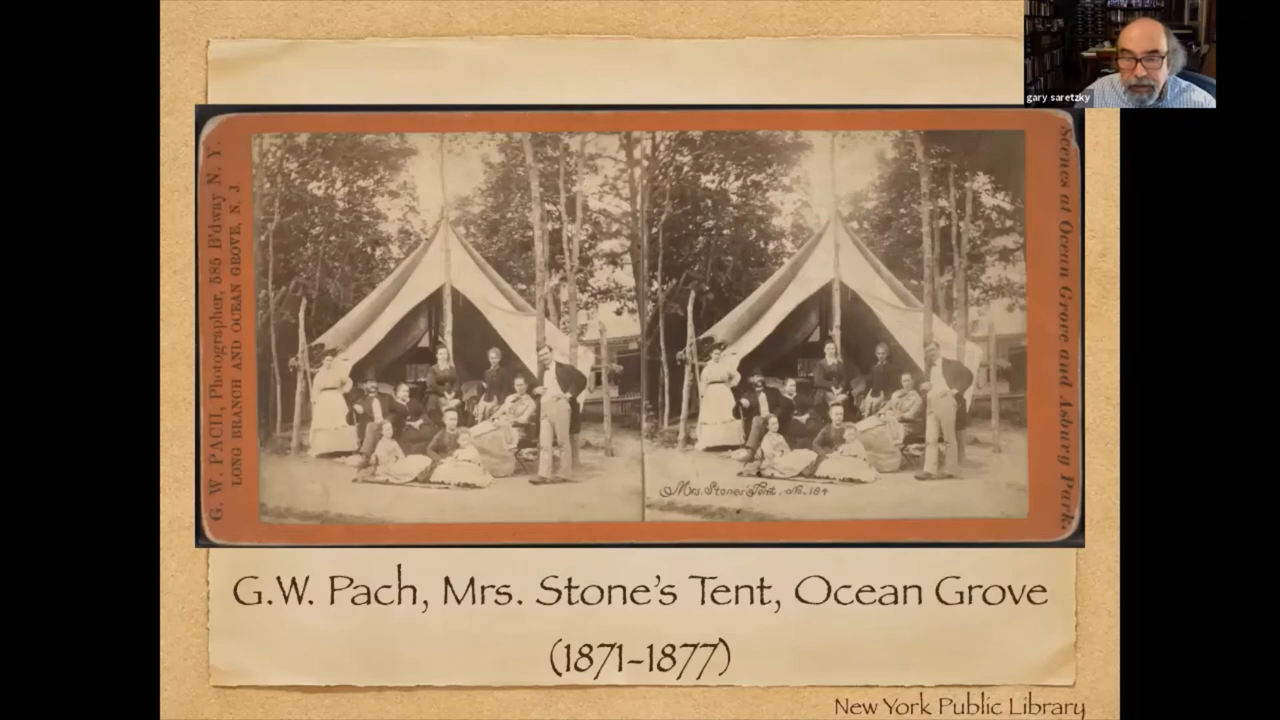 gary saretzky
G. W. PACH, Photographer, 585 B'dway N. Y.
LONG BRANCH AND OCEAN GROVE, N. J.
Scenes at Ocean Grove and Asbury Park.
Mrs. Stones' Tent. No. 184
G.W. Pach, Mrs. Stone's Tent, Ocean Grove
(1871-1877)
New York Public Library